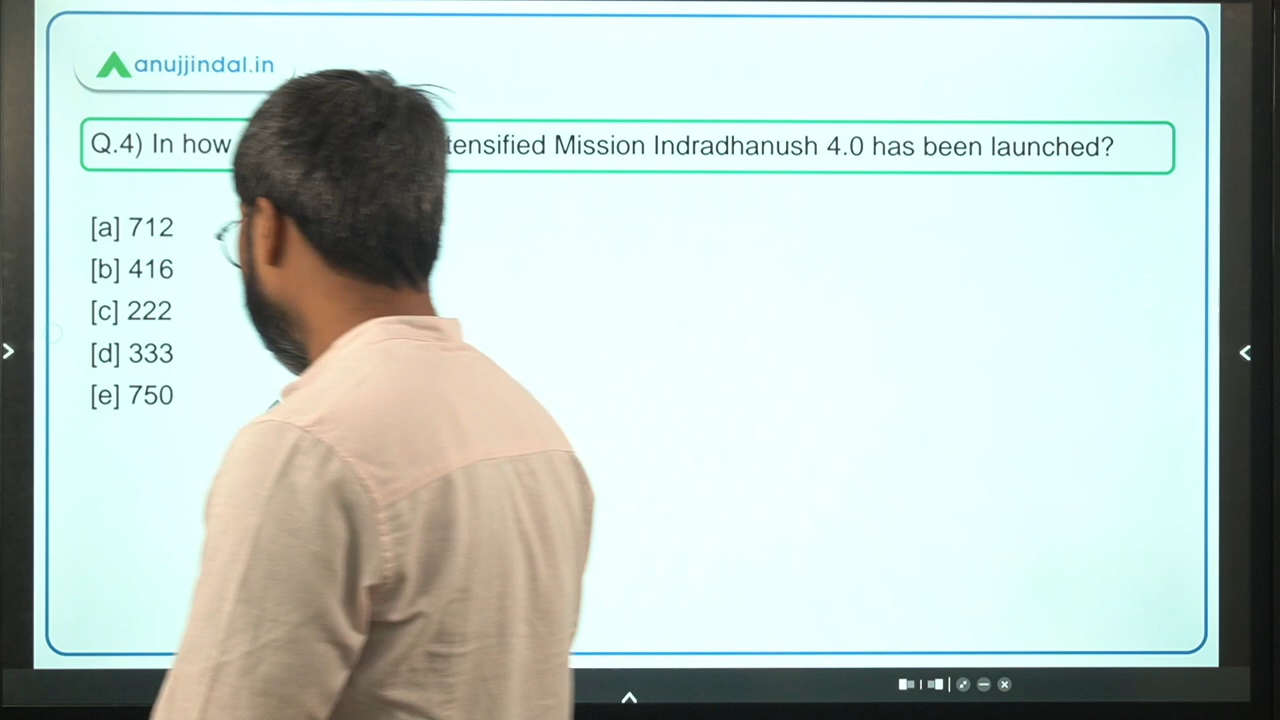 anujjindal.in
Q.4) In how tensified Mission Indradhanush 4.0 has been launched?
[a] 712
[b] 416
[c] 222
[d] 333
[e] 750